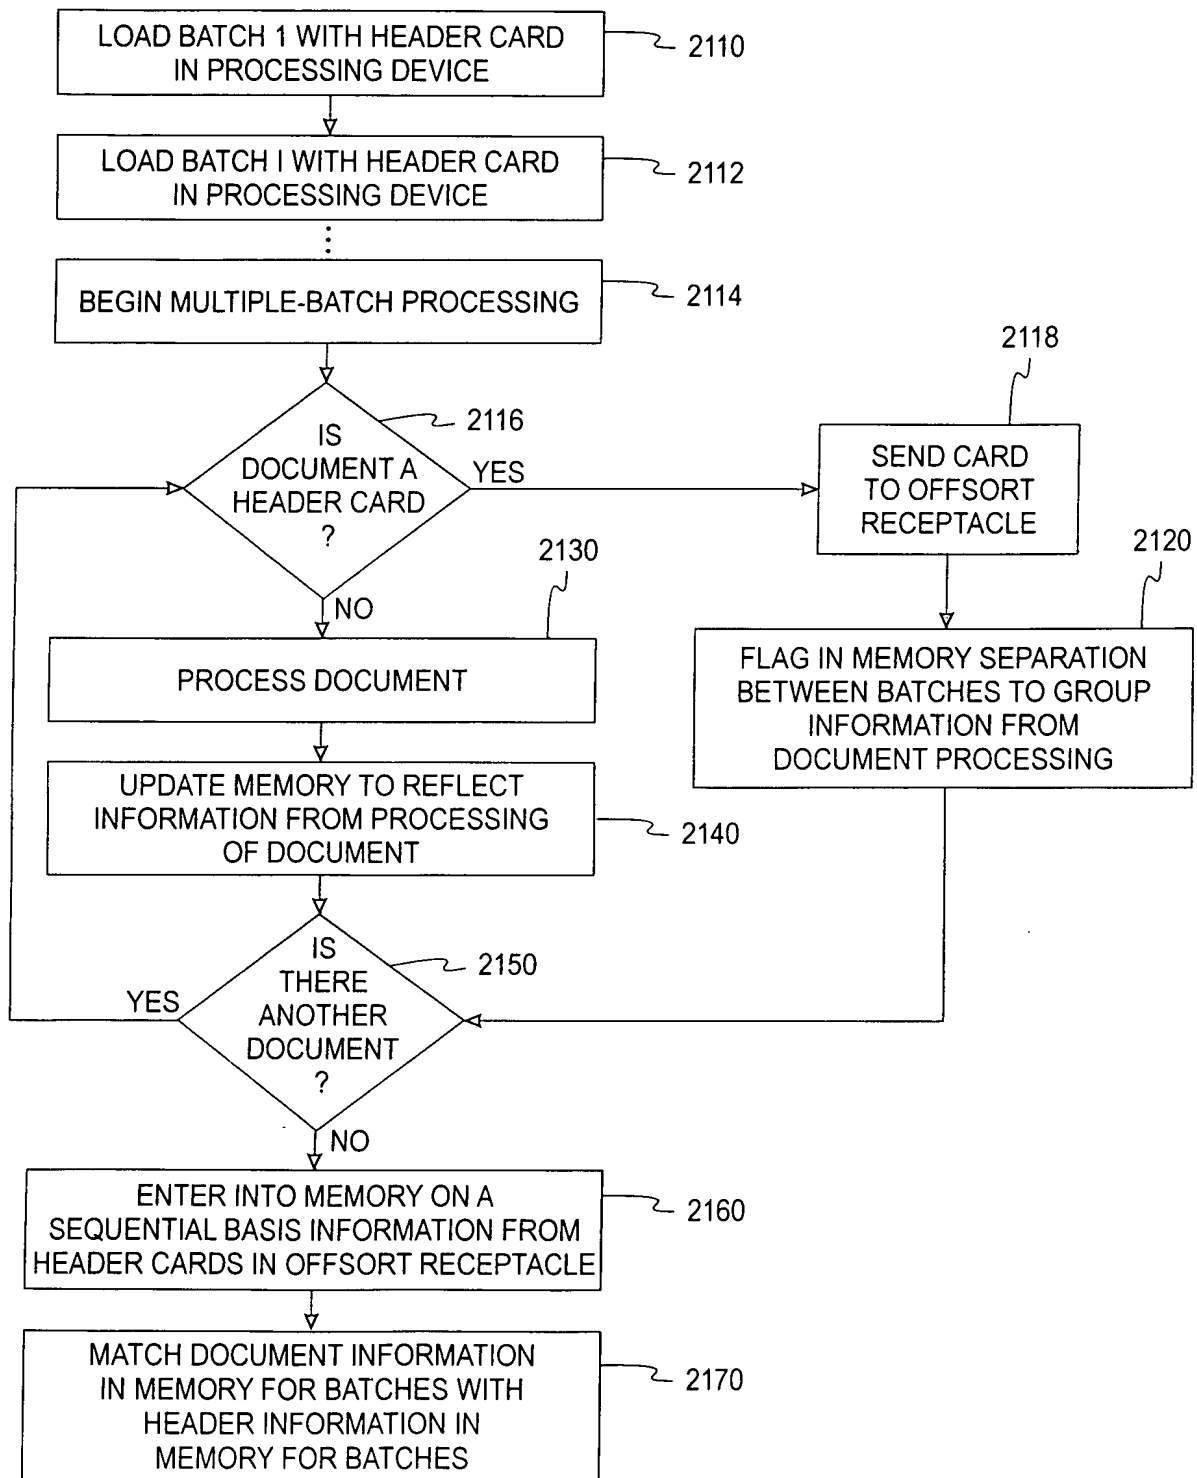 LOAD BATCH 1 WITH HEADER CARD
IN PROCESSING DEVICE
2110
LOAD BATCH I WITH HEADER CARD
IN PROCESSING DEVICE
2112
BEGIN MULTIPLE-BATCH PROCESSING
2114
2116
IS
DOCUMENT A
HEADER CARD
?
YES
NO
2118
SEND CARD
TO OFFSORT
RECEPTACLE
2120
FLAG IN MEMORY SEPARATION
BETWEEN BATCHES TO GROUP
INFORMATION FROM
DOCUMENT PROCESSING
2130
PROCESS DOCUMENT
UPDATE MEMORY TO REFLECT
INFORMATION FROM PROCESSING
OF DOCUMENT
2140
2150
IS
THERE
ANOTHER
DOCUMENT
?
YES
NO
ENTER INTO MEMORY ON A
SEQUENTIAL BASIS INFORMATION FROM
HEADER CARDS IN OFFSORT RECEPTACLE
2160
MATCH DOCUMENT INFORMATION
IN MEMORY FOR BATCHES WITH
HEADER INFORMATION IN
MEMORY FOR BATCHES
2170